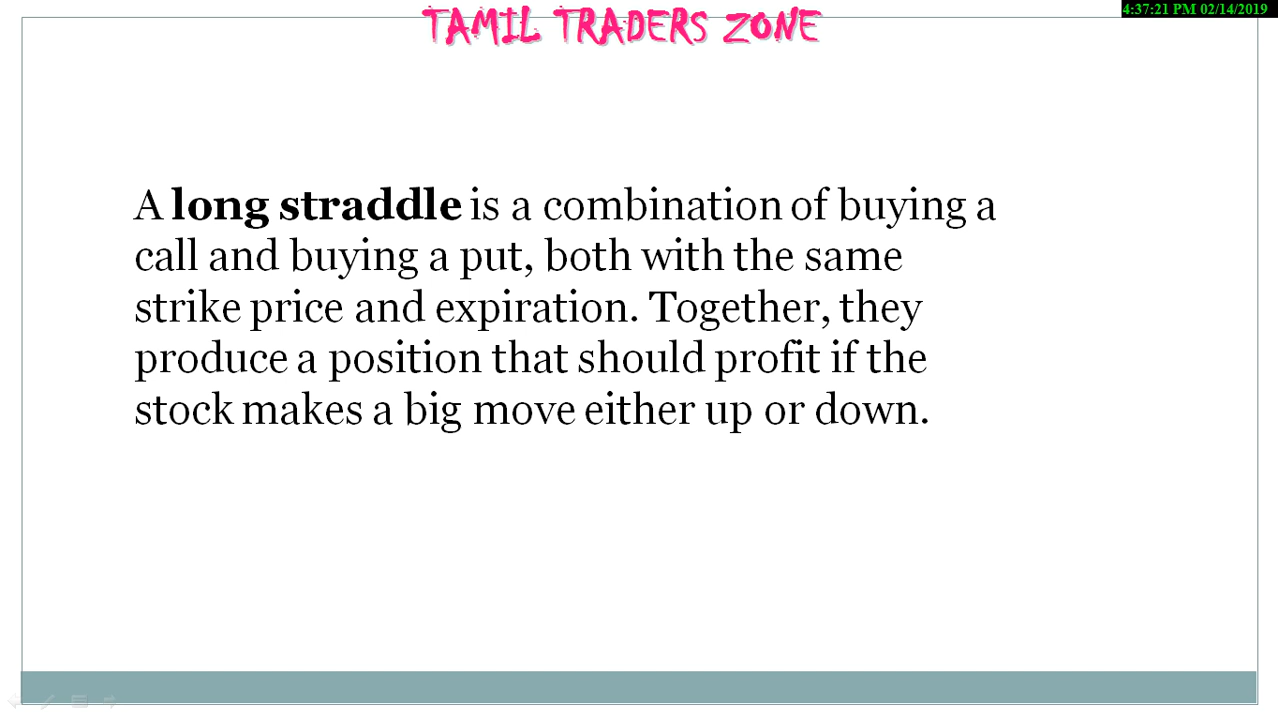 TAMIL TRADERS ZONE
4:37:21 PM 02/14/2019
A long straddle is a combination of buying a
call and buying a put, both with the same
strike price and expiration. Together, they
produce a position that should profit if the
stock makes a big move either up or down.